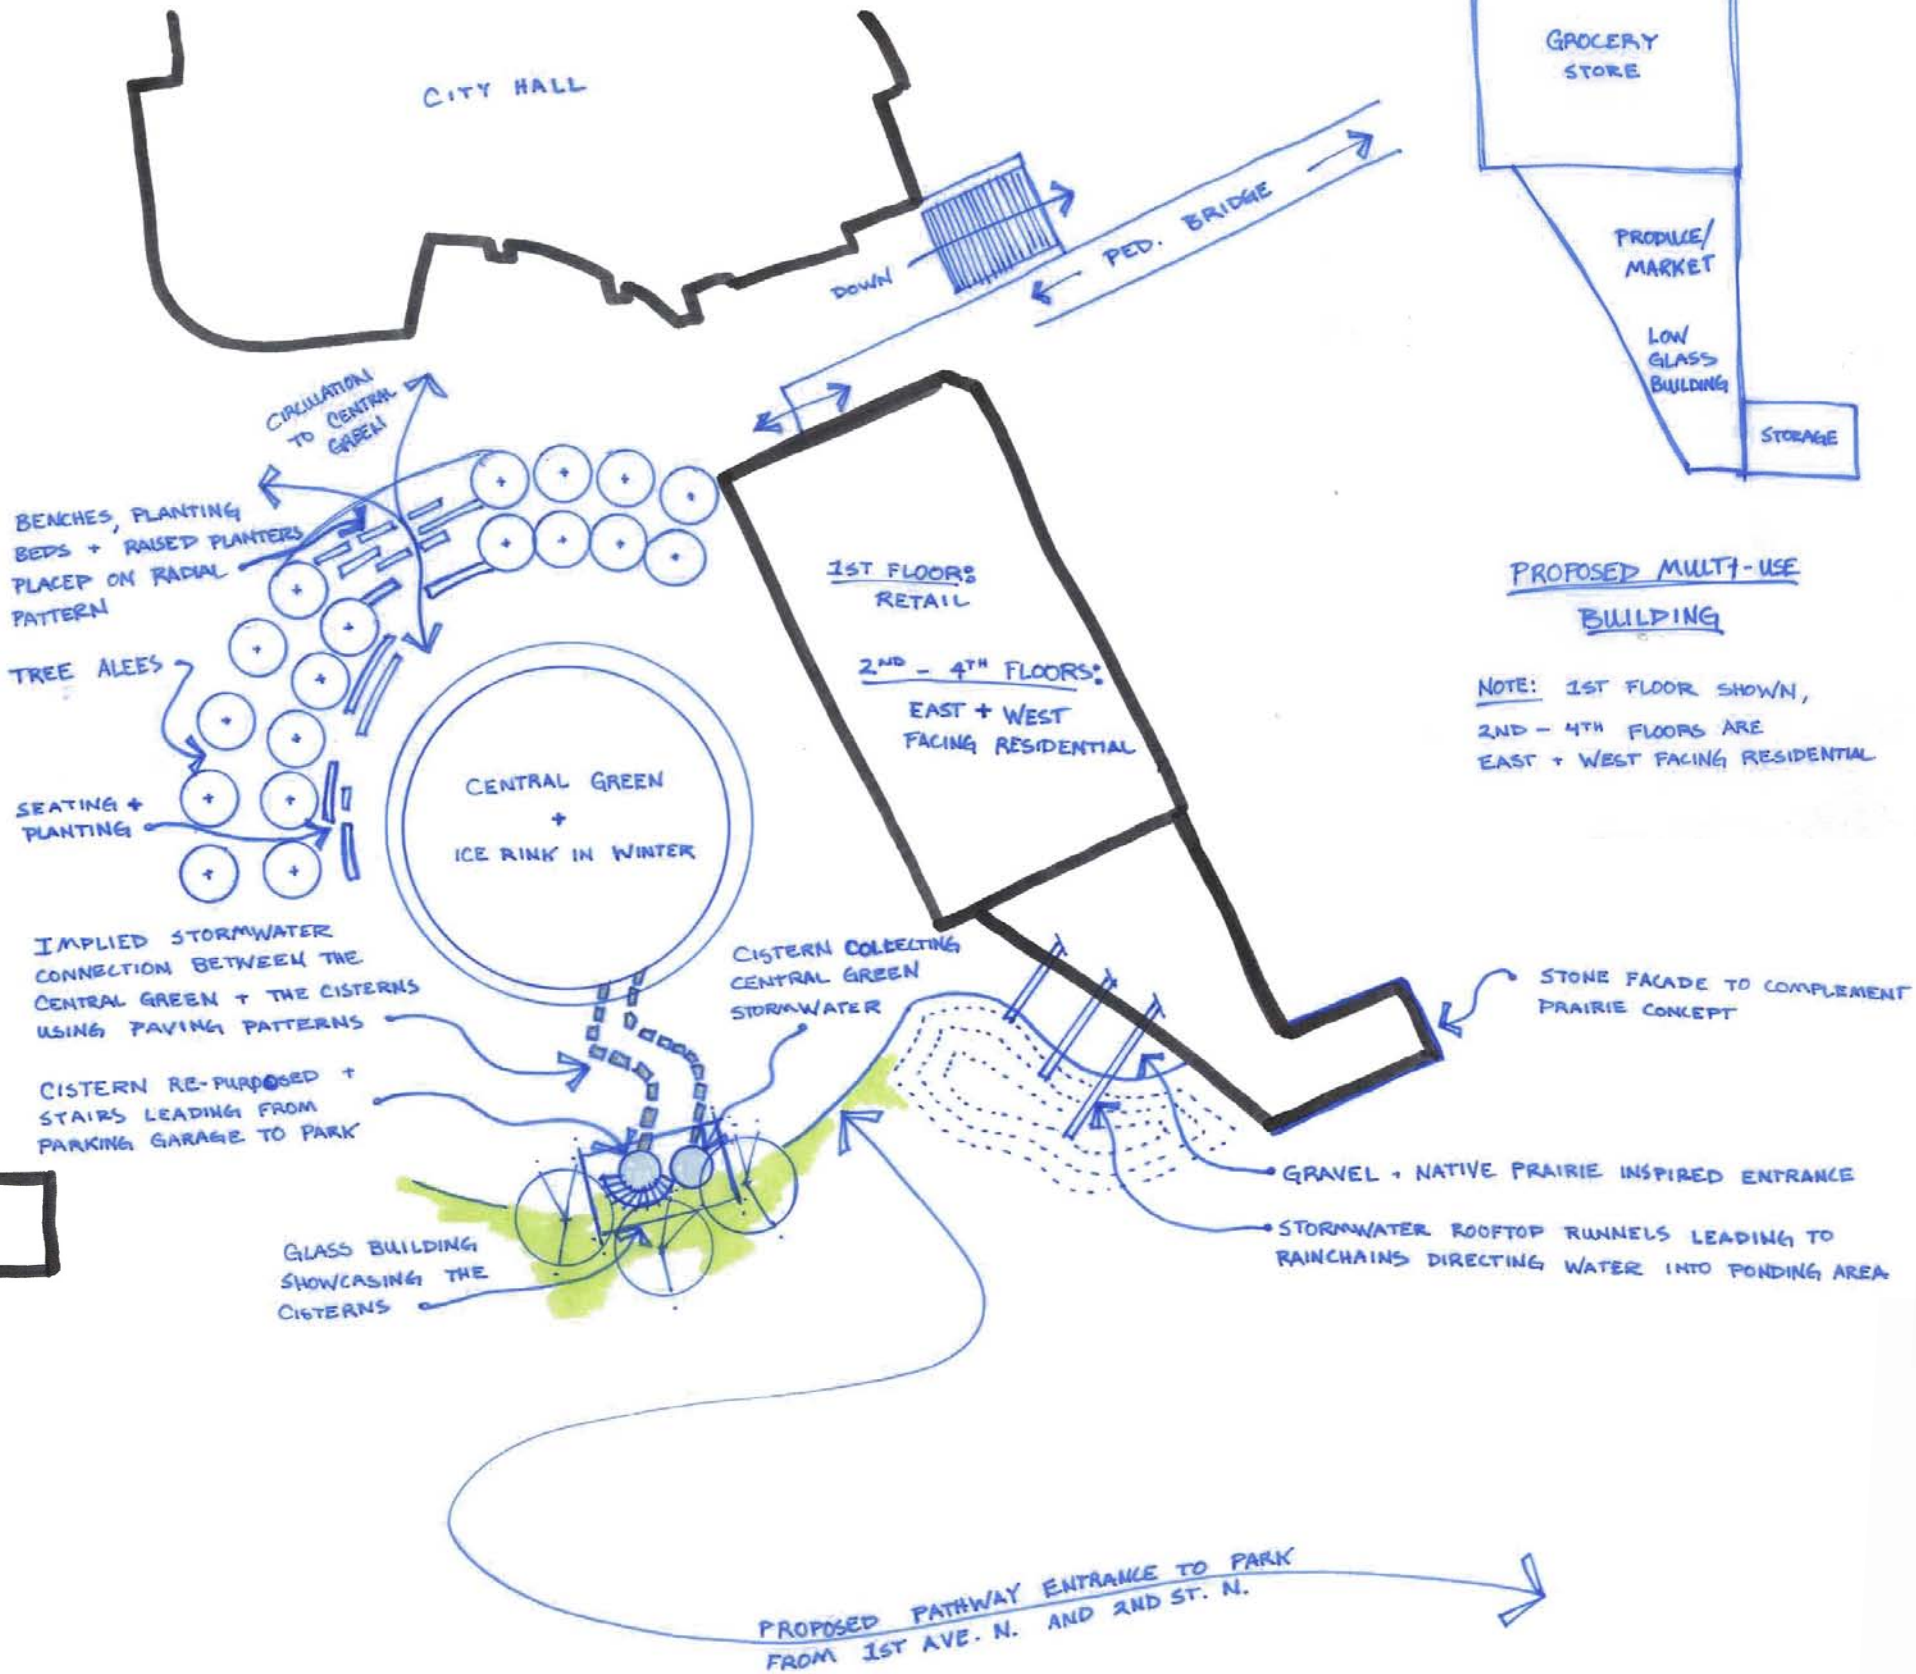 CITY HALL
GROCERY
STORE
PRODUCE/
MARKET
LOW
GLASS
BUILDING
STORAGE
DOWN
PED. BRIDGE
CIRCULATION
TO CENTRAL
GREEN
BENCHES, PLANTING
BEDS + RAISED PLANTERS
PLACED ON RADIAL
PATTERN
TREE ALEES
SEATING +
PLANTING
1ST FLOOR:
RETAIL
2ND - 4TH FLOORS:
EAST + WEST
FACING RESIDENTIAL
PROPOSED MULTI-USE
BUILDING
NOTE: 1ST FLOOR SHOWN,
2ND - 4TH FLOORS ARE
EAST + WEST FACING RESIDENTIAL
CENTRAL GREEN
+
ICE RINK IN WINTER
IMPLIED STORMWATER
CONNECTION BETWEEN THE
CENTRAL GREEN + THE CISTERNS
USING PAVING PATTERNS
CISTERN COLLECTING
CENTRAL GREEN
STORMWATER
STONE FACADE TO COMPLEMENT
PRAIRIE CONCEPT
CISTERN RE-PURPOSED +
STAIRS LEADING FROM
PARKING GARAGE TO PARK
GRAVEL + NATIVE PRAIRIE INSPIRED ENTRANCE
STORMWATER ROOFTOP RUNNELS LEADING TO
RAINCHAINS DIRECTING WATER INTO PONDING AREA
GLASS BUILDING
SHOWCASING THE
CISTERNS
PROPOSED PATHWAY ENTRANCE TO PARK
FROM 1ST AVE. N. AND 2ND ST. N.